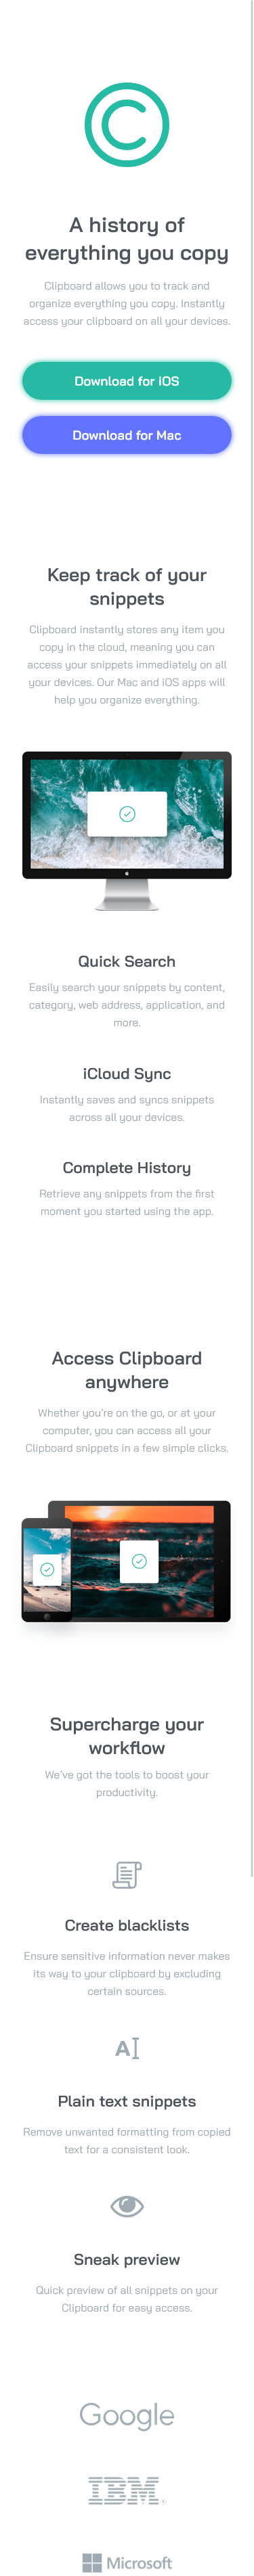 A history of
everything you copy
Clipboard allows you to track and
organize everything you copy. Instantly
access your clipboard on all your devices.
Download for iOS
Download for Mac
Keep track of your
snippets
Clipboard instantly stores any item you
copy in the cloud, meaning you can
access your snippets immediately on all
your devices. Our Mac and iOS apps will
help you organize everything.
Quick Search
Easily search your snippets by content,
category, web address, application, and
more.
iCloud Sync
Instantly saves and syncs snippets
across all your devices.
Complete History
Retrieve any snippets from the first
moment you started using the app.
Access Clipboard
anywhere
Whether you're on the go, or at your
computer, you can access all your
Clipboard snippets in a few simple clicks.
Supercharge your
workflow
We've got the tools to boost your
productivity.
Create blacklists
Ensure sensitive information never makes
its way to your clipboard by excluding
certain sources.
A
Plain text snippets
Remove unwanted formatting from copied
text for a consistent look.
Sneak preview
Quick preview of all snippets on your
Clipboard for easy access.
Google
IBM
Microsoft